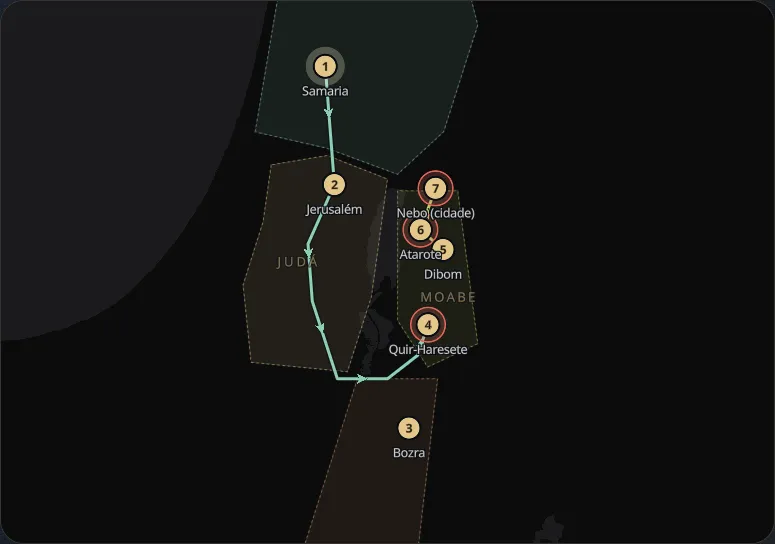 1
Samaria
2
Jerusalém
7
Nebo (cidade)
6
Atarote
5
Dibom
JUDÁ
MOABE
4
Quir-Haresete
3
Bozra